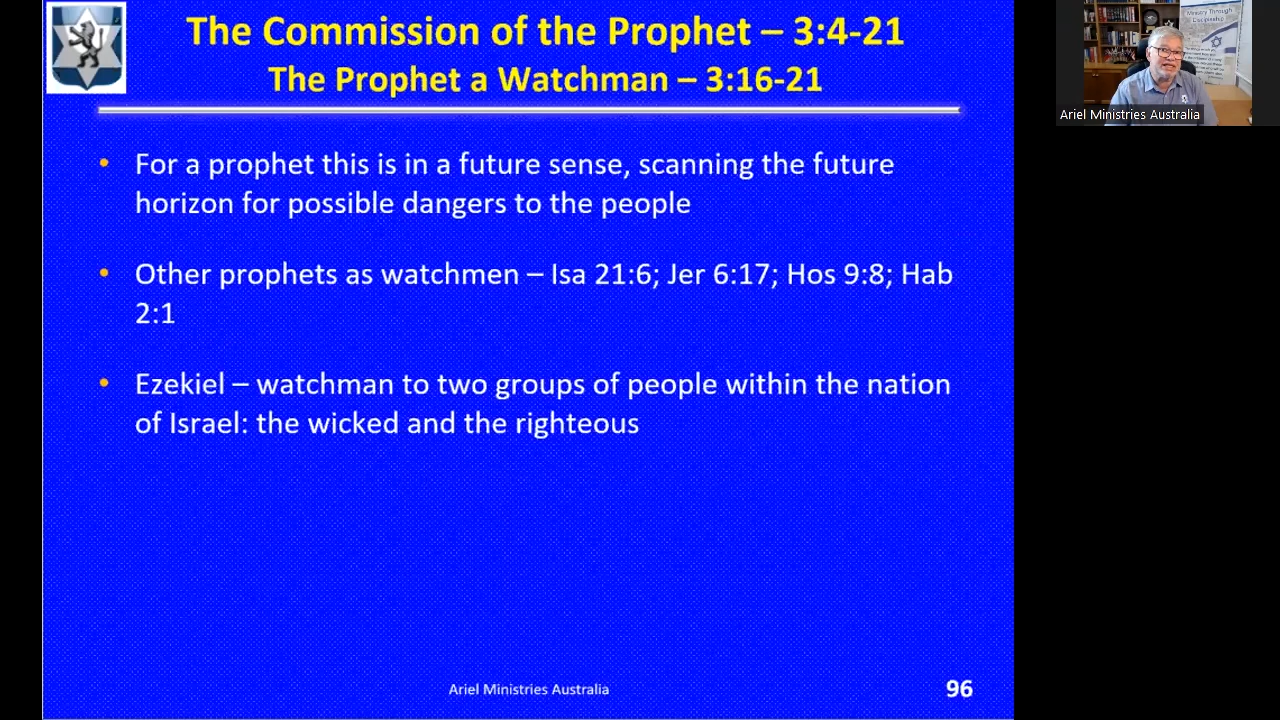 The Commission of the Prophet – 3:4-21
The Prophet a Watchman – 3:16-21
• For a prophet this is in a future sense, scanning the future
horizon for possible dangers to the people
• Other prophets as watchmen – Isa 21:6; Jer 6:17; Hos 9:8; Hab
2:1
• Ezekiel – watchman to two groups of people within the nation
of Israel: the wicked and the righteous
Ariel Ministries Australia
96
Ministry Through
Discipleship
Ariel Ministries Australia